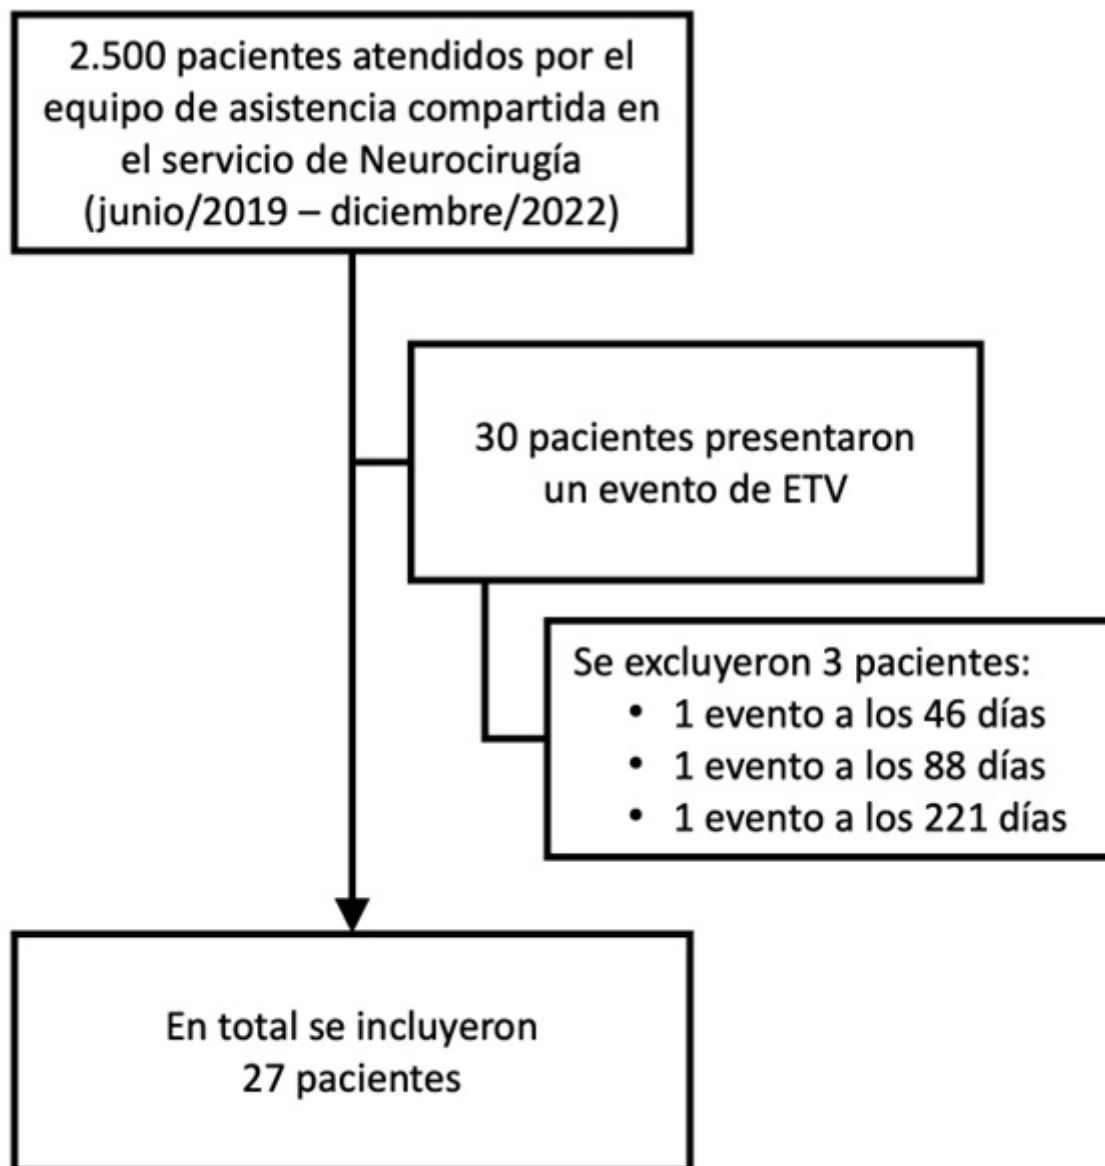 2.500 pacientes atendidos por el
equipo de asistencia compartida en
el servicio de Neurocirugía
(junio/2019 – diciembre/2022)
30 pacientes presentaron
un evento de ETV
Se excluyeron 3 pacientes:
• 1 evento a los 46 días
• 1 evento a los 88 días
• 1 evento a los 221 días
En total se incluyeron
27 pacientes